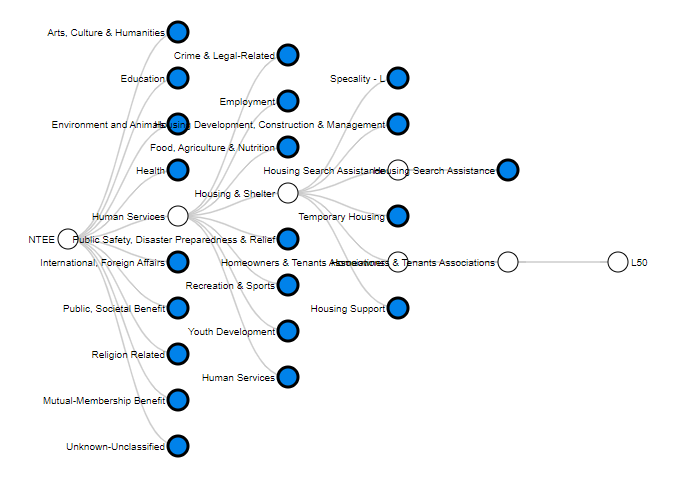 Arts, Culture & Humanities
Crime & Legal-Related
Education
Specality - L
Employment
Environment and Animals
Housing Development, Construction & Management
Food, Agriculture & Nutrition
Health
Housing Search Assistance
Housing Search Assistance
Housing & Shelter
Human Services
Temporary Housing
NTEE
Public Safety, Disaster Preparedness & Relief
International, Foreign Affairs
Homeowners & Tenants Associations
Homeowners & Tenants Associations
L50
Recreation & Sports
Public, Societal Benefit
Housing Support
Youth Development
Religion Related
Human Services
Mutual-Membership Benefit
Unknown-Unclassified